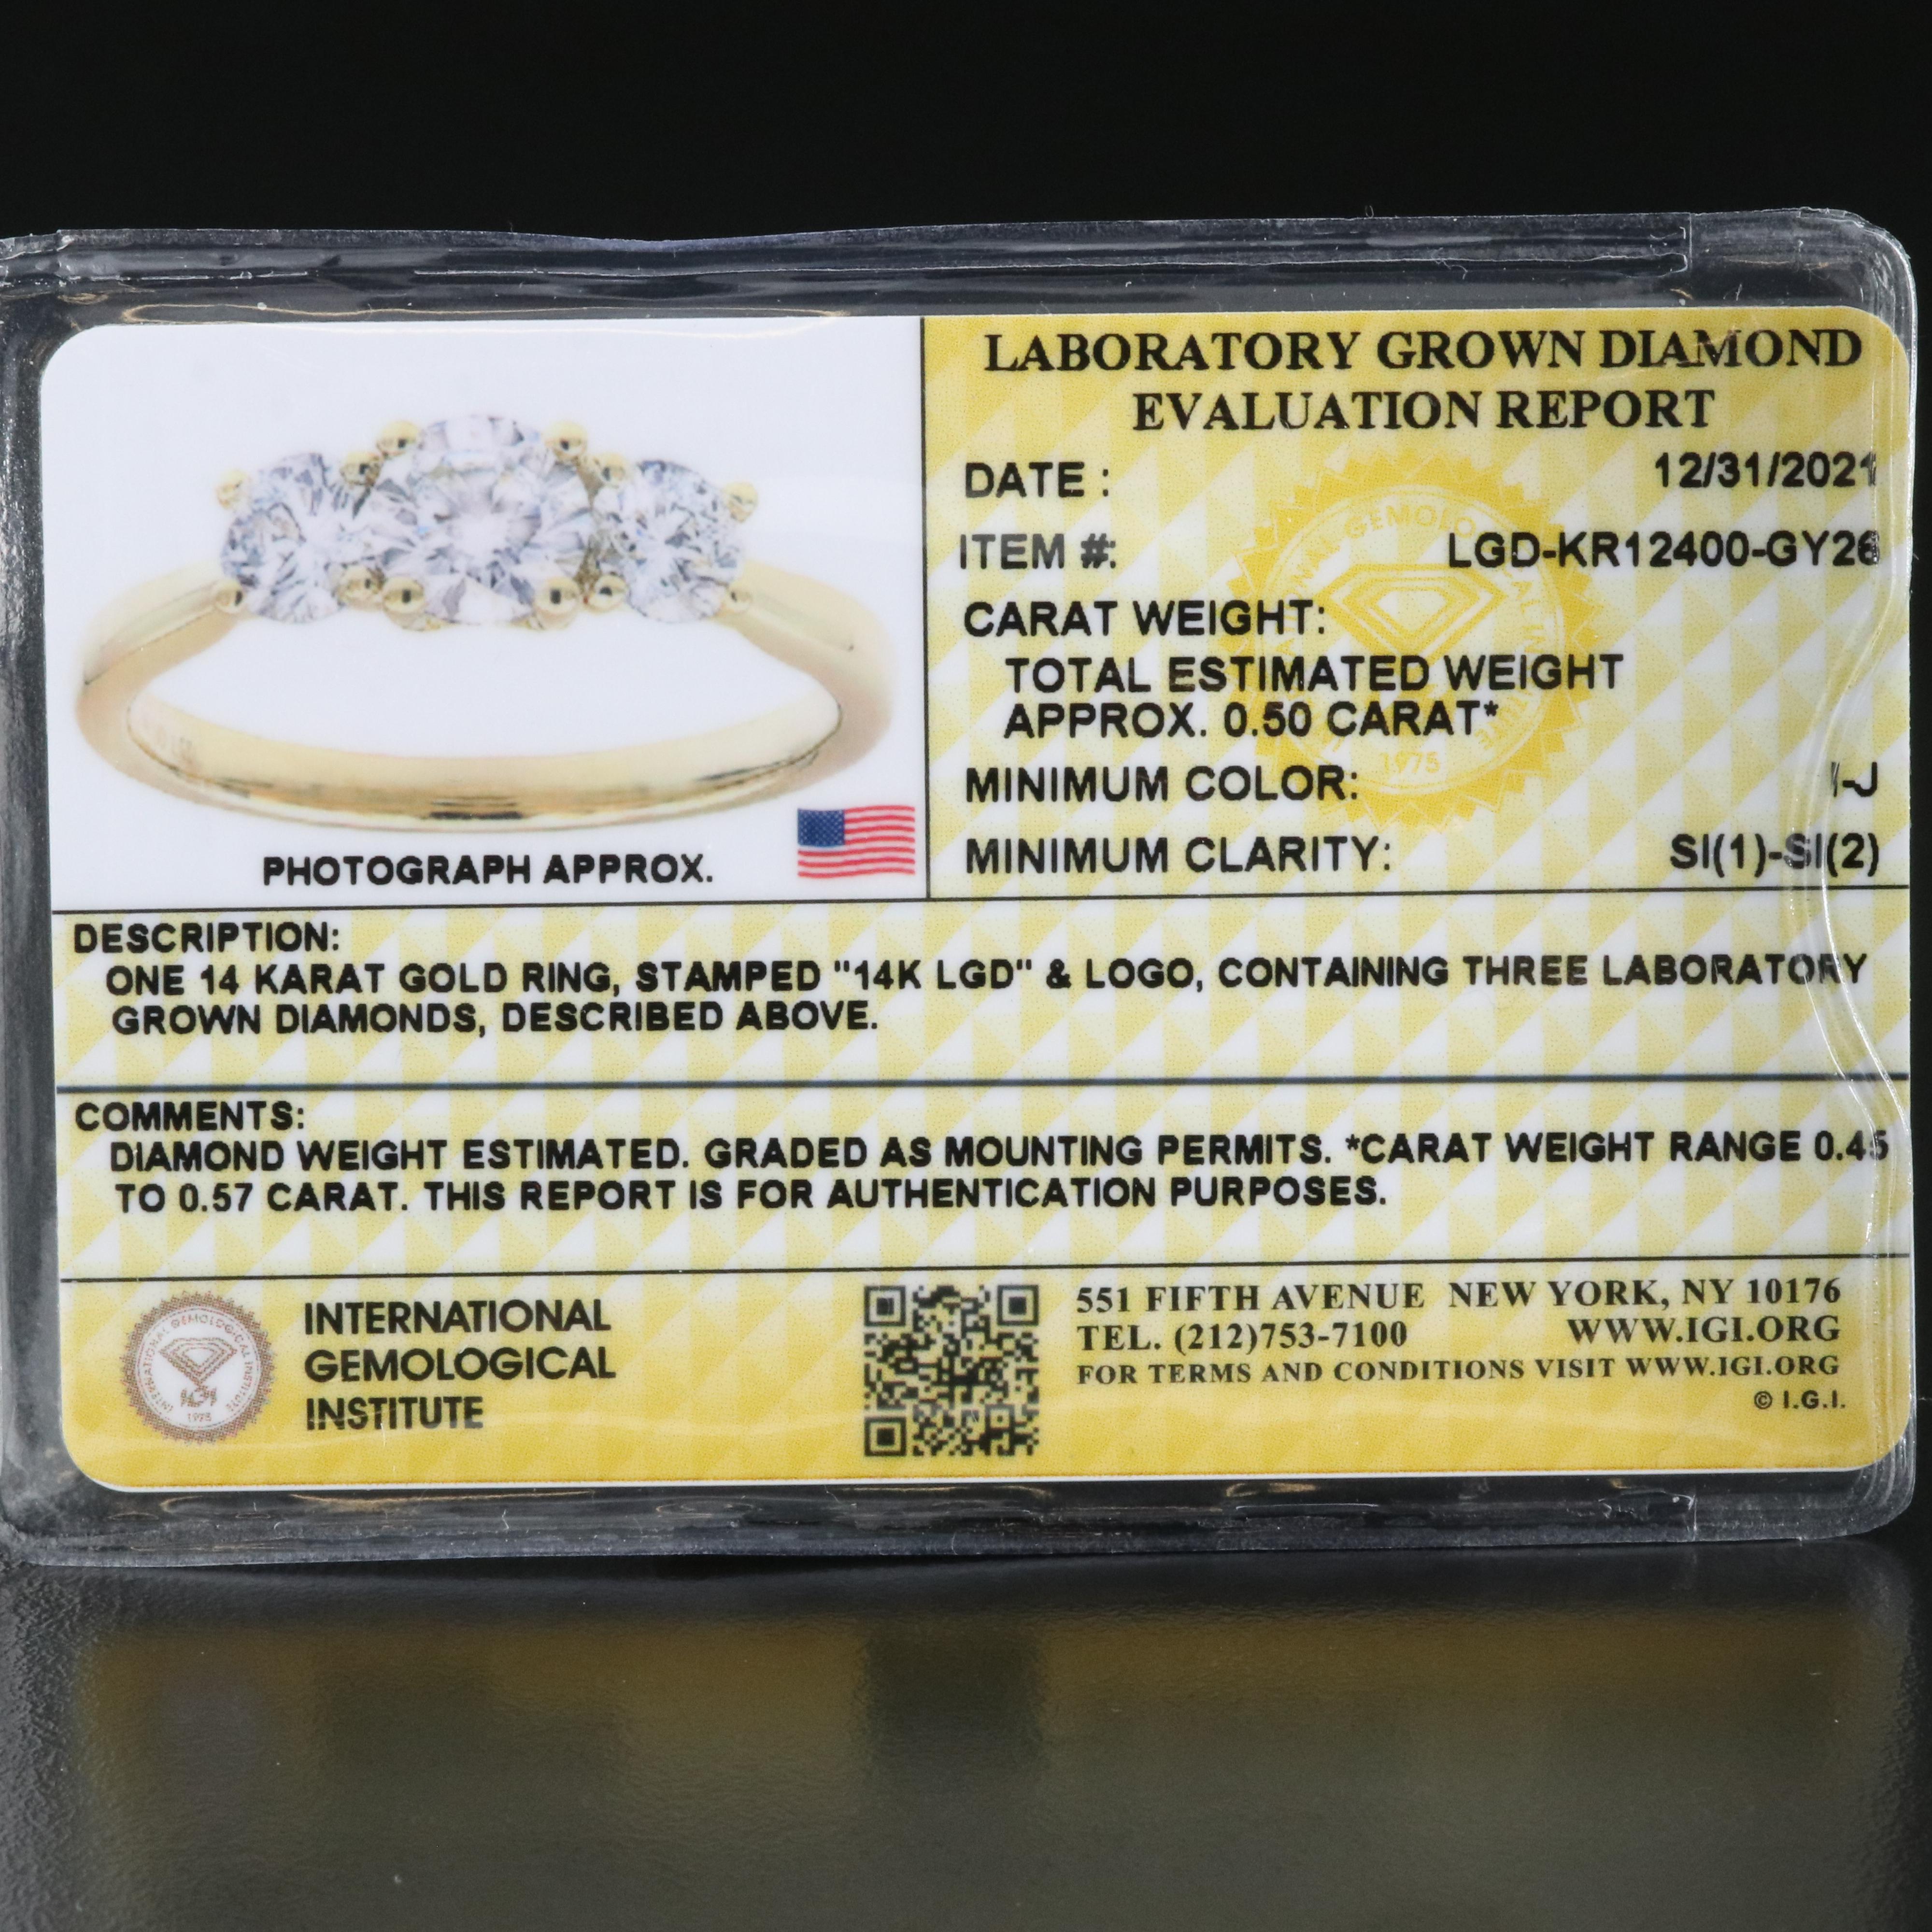 LABORATORY GROWN DIAMOND
EVALUATION REPORT
DATE : 12/31/2021
ITEM #: LGD-KR12400-GY26
CARAT WEIGHT:
TOTAL ESTIMATED WEIGHT
APPROX. 0.50 CARAT*
MINIMUM COLOR: I-J
MINIMUM CLARITY: SI(1)-SI(2)
PHOTOGRAPH APPROX.
DESCRIPTION:
ONE 14 KARAT GOLD RING, STAMPED "14K LGD" & LOGO, CONTAINING THREE LABORATORY
GROWN DIAMONDS, DESCRIBED ABOVE.
COMMENTS:
DIAMOND WEIGHT ESTIMATED. GRADED AS MOUNTING PERMITS. *CARAT WEIGHT RANGE 0.45
TO 0.57 CARAT. THIS REPORT IS FOR AUTHENTICATION PURPOSES.
INTERNATIONAL GEMOLOGICAL INSTITUTE
IGI
1975
INTERNATIONAL
GEMOLOGICAL
INSTITUTE
551 FIFTH AVENUE NEW YORK, NY 10176
TEL. (212)753-7100 WWW.IGI.ORG
FOR TERMS AND CONDITIONS VISIT WWW.IGI.ORG
© I.G.I.